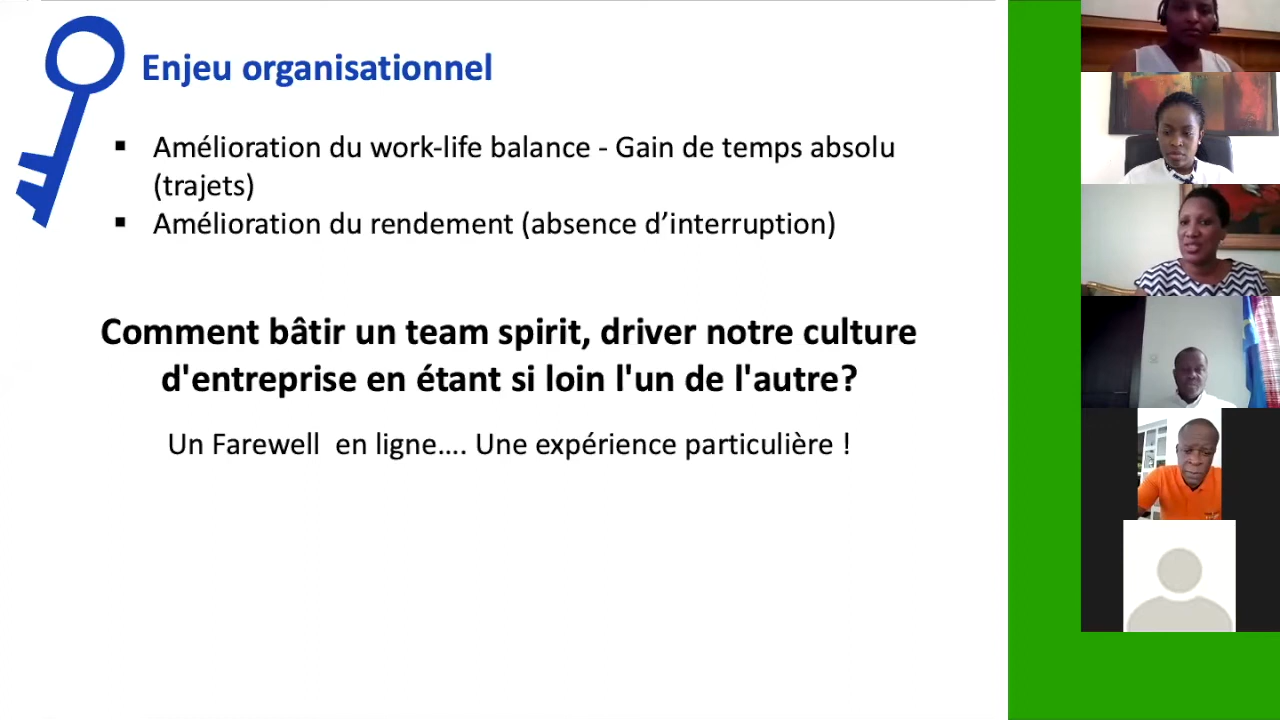 Enjeu organisationnel
▪ Amélioration du work-life balance - Gain de temps absolu
(trajets)
▪ Amélioration du rendement (absence d’interruption)
Comment bâtir un team spirit, driver notre culture
d'entreprise en étant si loin l'un de l'autre?
Un Farewell  en ligne…. Une expérience particulière !